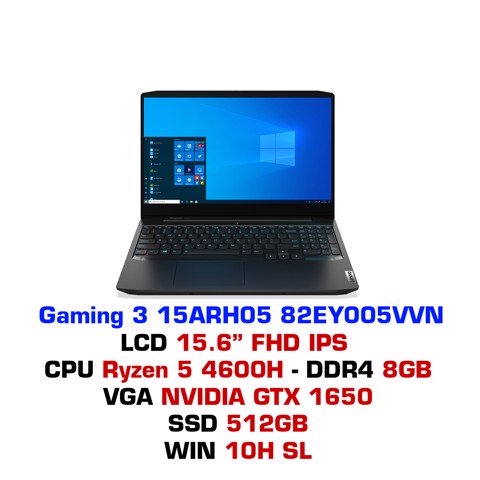 Gaming 3 15ARH05 82EY005VVN
LCD 15.6” FHD IPS
CPU Ryzen 5 4600H - DDR4 8GB
VGA NVIDIA GTX 1650
SSD 512GB
WIN 10H SL